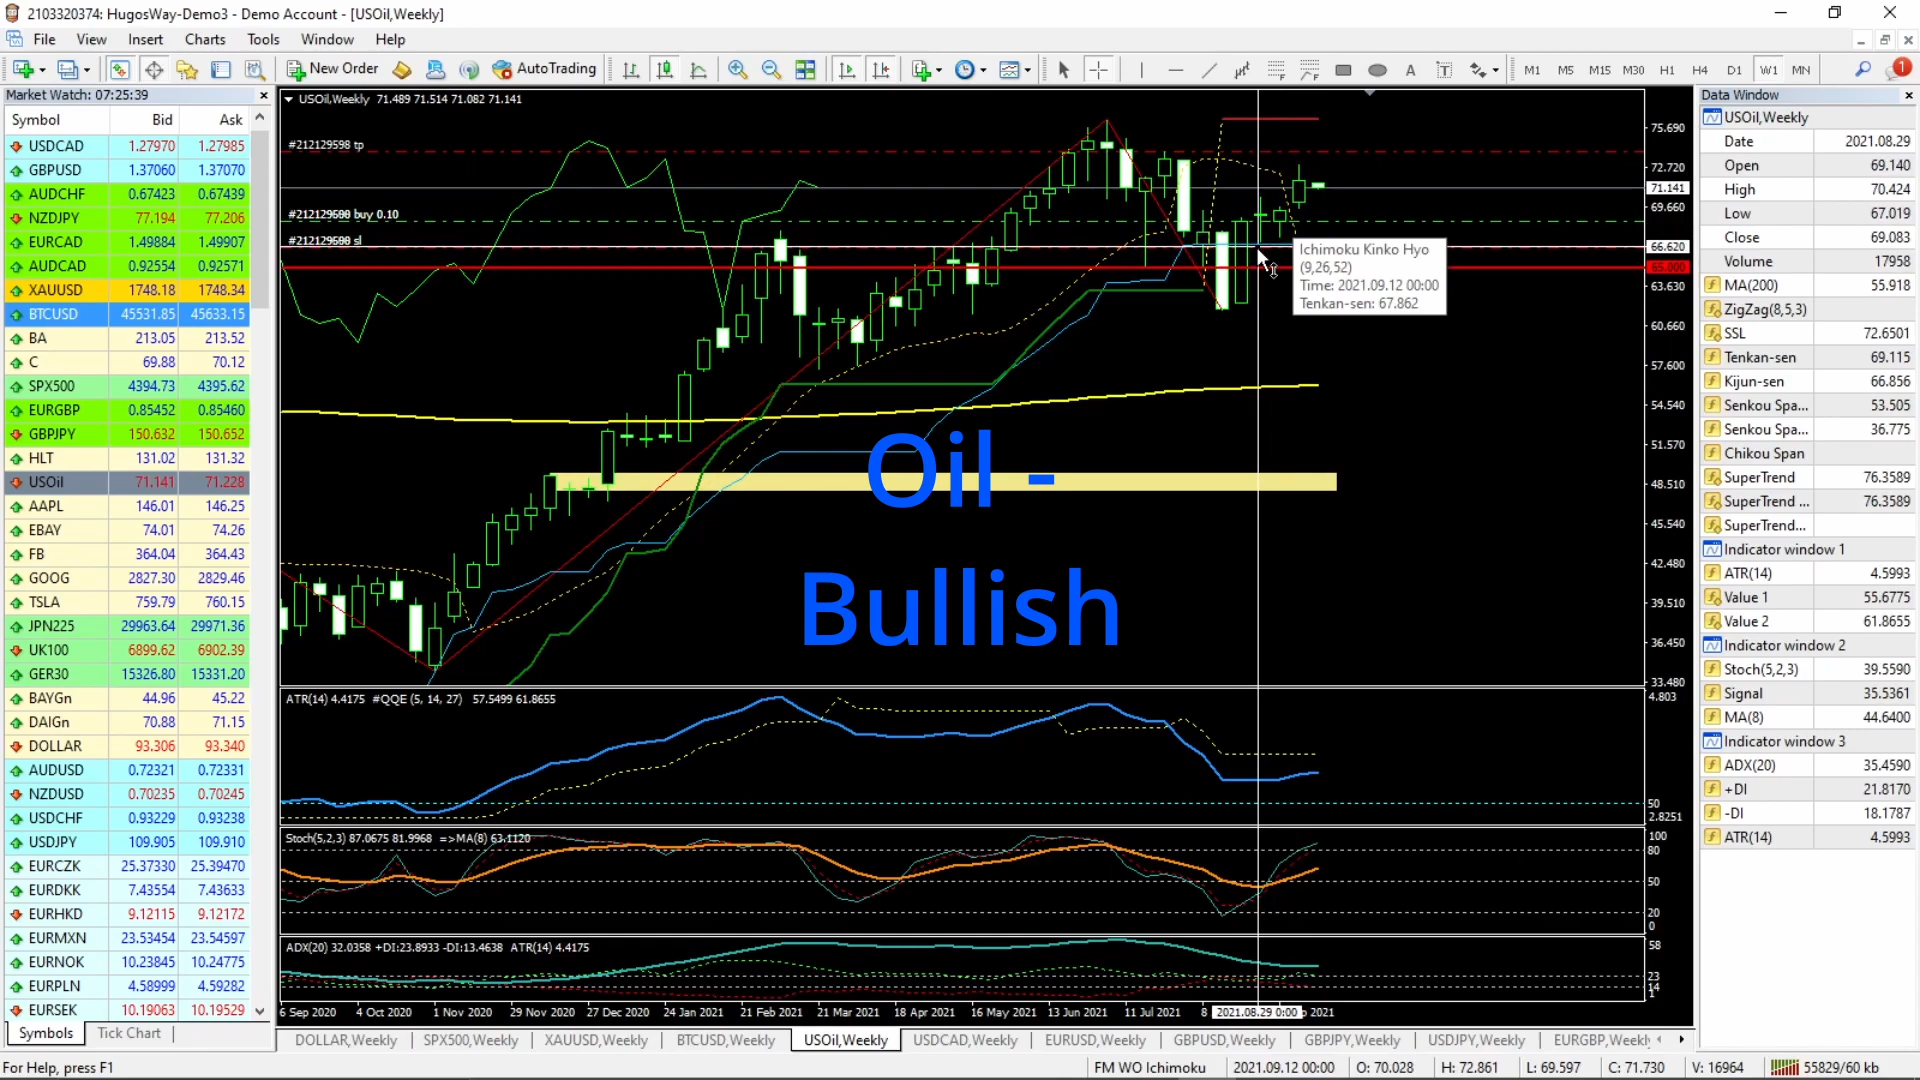 2103320374: HugosWay-Demo3 - Demo Account - [USOil,Weekly]
File View Insert Charts Tools Window Help
New Order AutoTrading A T M1 M5 M15 M30 H1 H4 D1 W1 MN 1
Market Watch: 07:25:39
Symbol Bid Ask
USDCAD 1.27970 1.27985
GBPUSD 1.37060 1.37070
AUDCHF 0.67423 0.67439
NZDJPY 77.194 77.206
EURCAD 1.49884 1.49907
AUDCAD 0.92554 0.92571
XAUUSD 1748.18 1748.34
BTCUSD 45531.85 45633.15
BA 213.05 213.52
C 69.88 70.12
SPX500 4394.73 4395.62
EURGBP 0.85452 0.85460
GBPJPY 150.632 150.652
HLT 131.02 131.32
USOil 71.141 71.228
AAPL 146.01 146.25
EBAY 74.01 74.26
FB 364.04 364.43
GOOG 2827.30 2829.46
TSLA 759.79 760.15
JPN225 29963.64 29971.36
UK100 6899.62 6902.39
GER30 15326.80 15331.20
BAYGn 44.96 45.22
DAIGn 70.88 71.15
DOLLAR 93.306 93.340
AUDUSD 0.72321 0.72331
NZDUSD 0.70235 0.70245
USDCHF 0.93229 0.93238
USDJPY 109.905 109.910
EURCZK 25.37330 25.39470
EURDKK 7.43554 7.43633
EURHKD 9.12115 9.12172
EURMXN 23.53454 23.54597
EURNOK 10.23845 10.24775
EURPLN 4.58999 4.59282
EURSEK 10.19063 10.19529
Symbols Tick Chart
USOil,Weekly 71.489 71.514 71.082 71.141
#212129598 tp
#212129598 buy 0.10
#212129598 sl
Ichimoku Kinko Hyo
(9,26,52)
Time: 2021.09.12 00:00
Tenkan-sen: 67.862
Oil -
Bullish
75.690
72.720
71.141
69.660
66.620
65.000
63.630
60.660
57.600
54.540
51.570
48.510
45.540
42.480
39.510
36.450
33.480
ATR(14) 4.4175 #QQE (5, 14, 27) 57.5499 61.8655
4.803
50
2.8251
Stoch(5,2,3) 87.0675 81.9968 =>MA(8) 63.1120
100
80
50
20
0
ADX(20) 32.0358 +DI:23.8933 -DI:13.4638 ATR(14) 4.4175
58
23
14
1
6 Sep 2020 4 Oct 2020 1 Nov 2020 29 Nov 2020 27 Dec 2020 24 Jan 2021 21 Feb 2021 21 Mar 2021 18 Apr 2021 16 May 2021 13 Jun 2021 11 Jul 2021 8 2021.08.29 0:00 p 2021
DOLLAR,Weekly SPX500,Weekly XAUUSD,Weekly BTCUSD,Weekly USOil,Weekly USDCAD,Weekly EURUSD,Weekly GBPUSD,Weekly GBPJPY,Weekly USDJPY,Weekly EURGBP,Weekly
Data Window
USOil,Weekly
Date 2021.08.29
Open 69.140
High 70.424
Low 67.019
Close 69.083
Volume 17958
MA(200) 55.918
ZigZag(8,5,3)
SSL 72.6501
Tenkan-sen 69.115
Kijun-sen 66.856
Senkou Spa... 53.505
Senkou Spa... 36.775
Chikou Span
SuperTrend 76.3589
SuperTrend ... 76.3589
SuperTrend...
Indicator window 1
ATR(14) 4.5993
Value 1 55.6775
Value 2 61.8655
Indicator window 2
Stoch(5,2,3) 39.5590
Signal 35.5361
MA(8) 44.6400
Indicator window 3
ADX(20) 35.4590
+DI 21.8170
-DI 18.1787
ATR(14) 4.5993
For Help, press F1 FM WO Ichimoku 2021.09.12 00:00 O: 70.028 H: 72.861 L: 69.597 C: 71.730 V: 16964 55829/60 kb